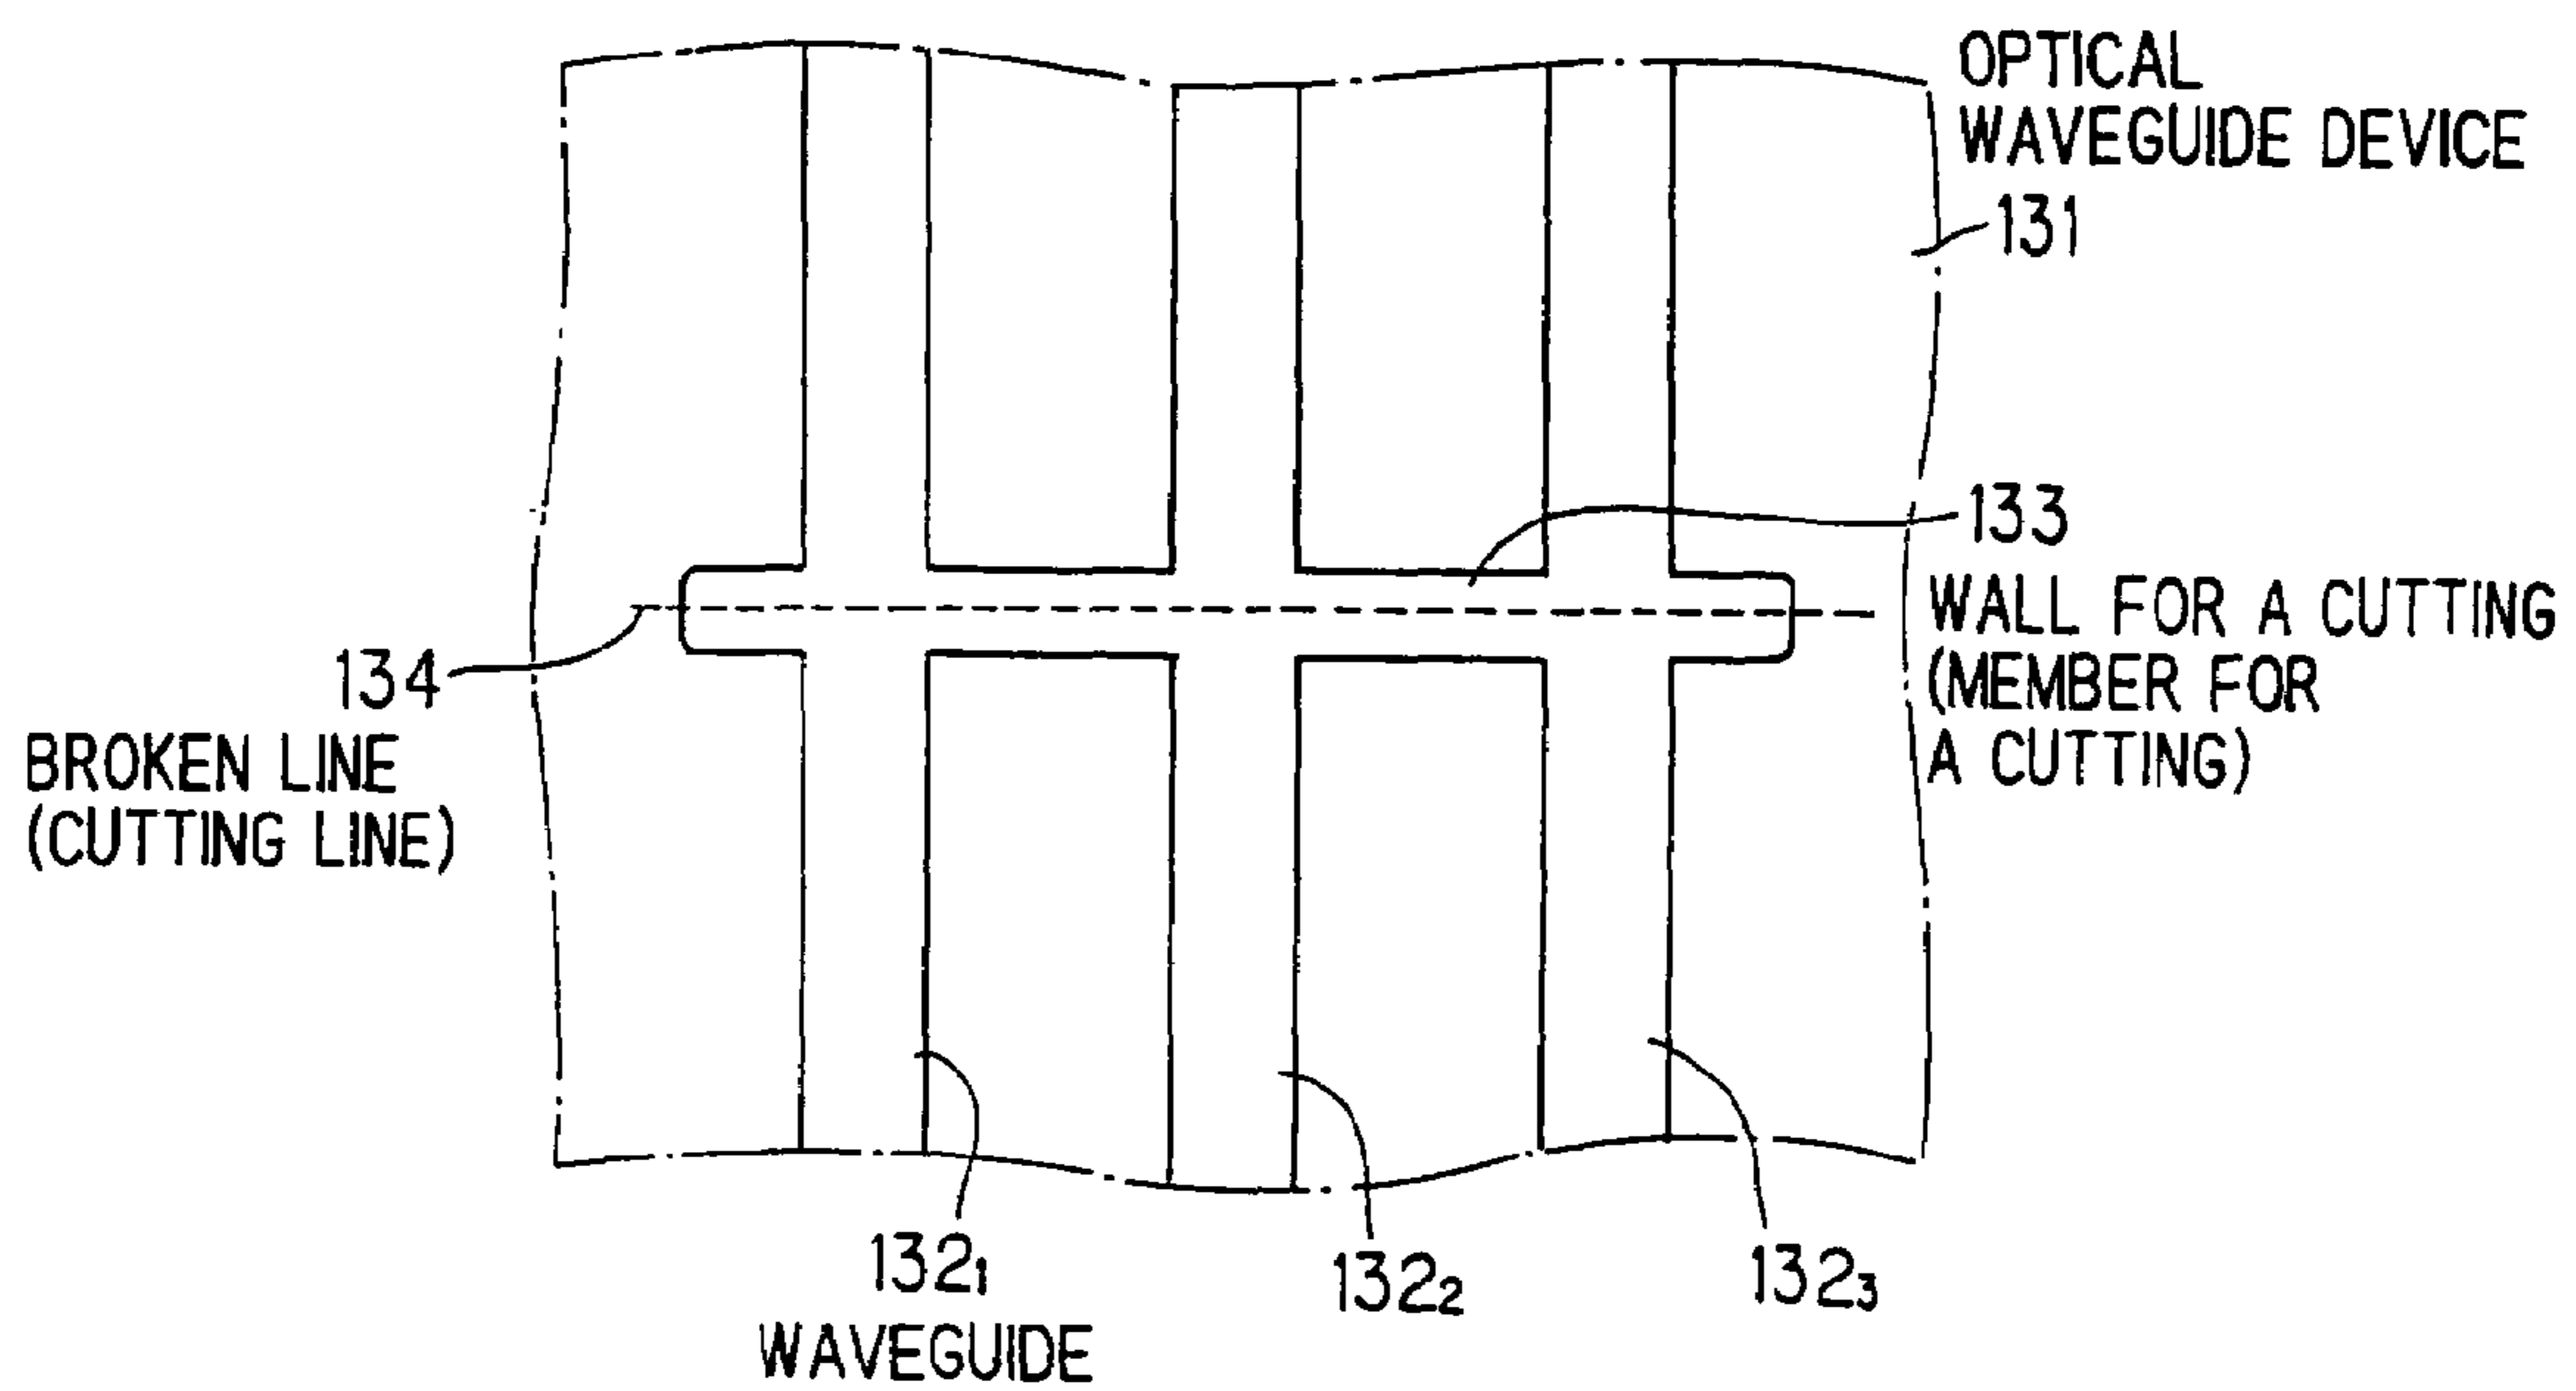 OPTICAL
WAVEGUIDE DEVICE
131
133
WALL FOR A CUTTING
(MEMBER FOR
A CUTTING)
134
BROKEN LINE
(CUTTING LINE)
132₁
WAVEGUIDE
132₂
132₃